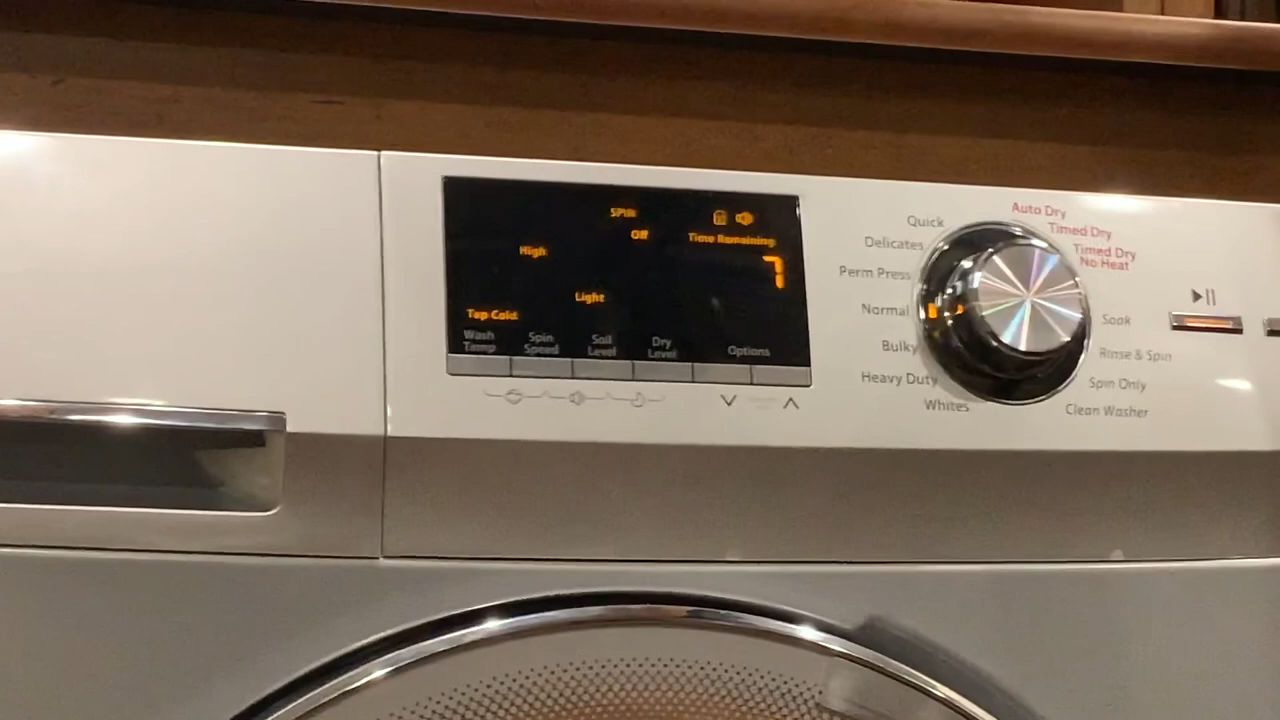 SPIN
Off
Time Remaining
High
7
Light
Tap Cold
Wash Temp
Spin Speed
Soil Level
Dry Level
Options
Quick
Delicates
Perm Press
Normal
Bulky
Heavy Duty
Whites
Auto Dry
Timed Dry
Timed Dry
No Heat
Soak
Rinse & Spin
Spin Only
Clean Washer